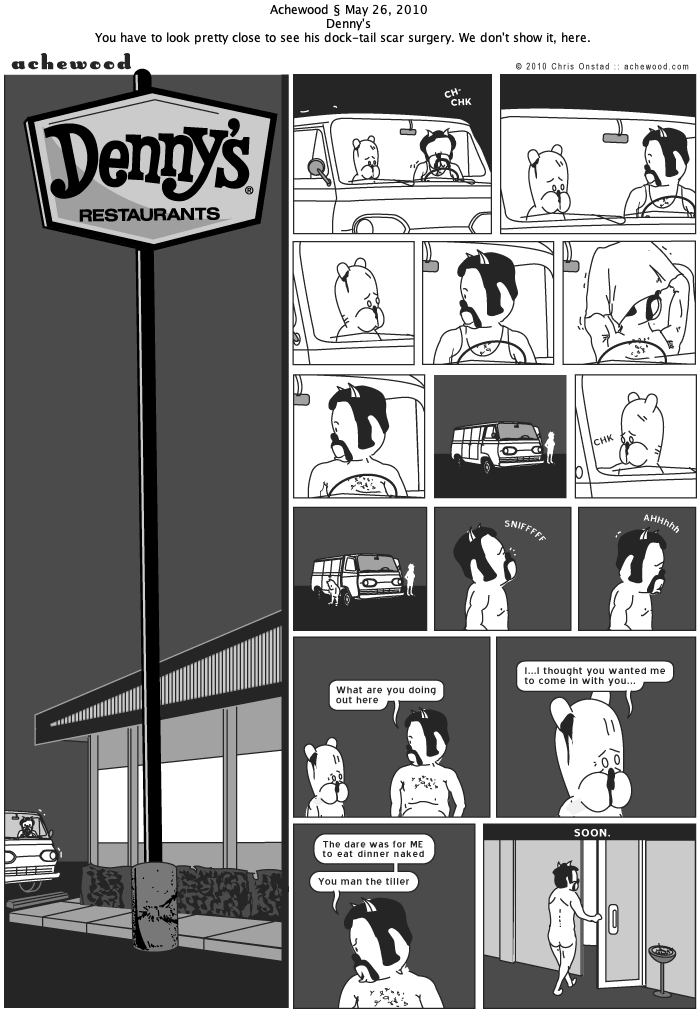 Achewood § May 26, 2010
Denny's
You have to look pretty close to see his dock-tail scar surgery. We don't show it, here.
achewood
© 2010 Chris Onstad :: achewood.com
Denny's®
RESTAURANTS
CH-
CHK
CHK
SNIFFFFF
AHHhhh
What are you doing
out here
I...I thought you wanted me
to come in with you...
The dare was for ME
to eat dinner naked
You man the tiller
SOON.